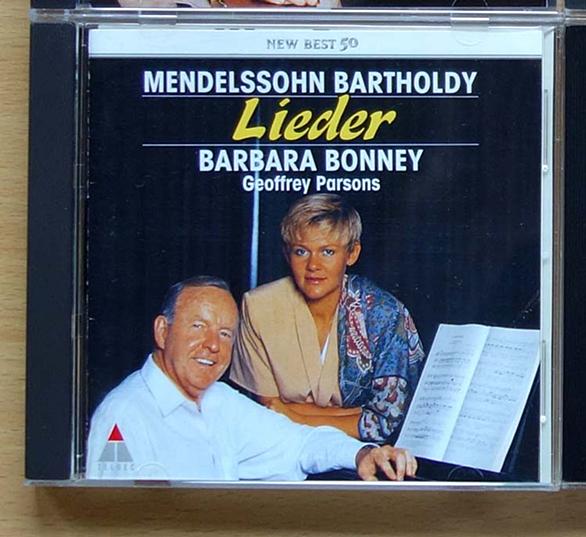 NEW BEST 50
MENDELSSOHN BARTHOLDY
Lieder
BARBARA BONNEY
Geoffrey Parsons
TELDEC